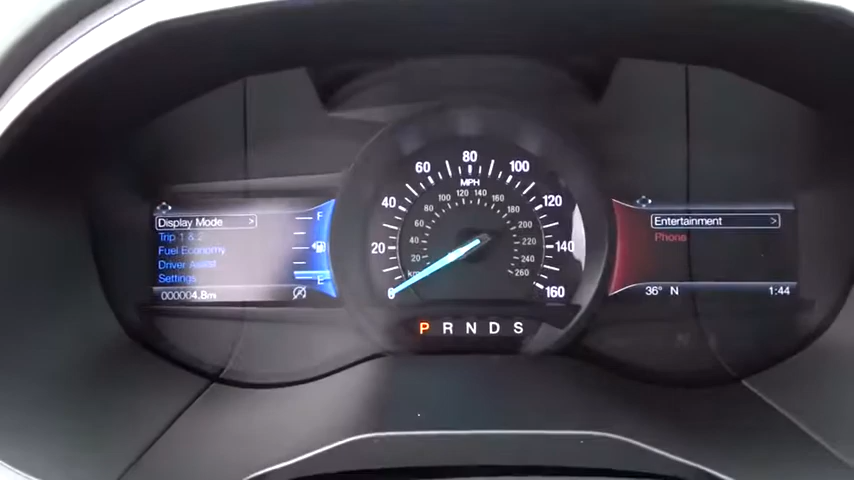 Display Mode >
Trip 1 & 2
Fuel Economy
Driver Assist
Settings
000004.8mi
F
E
0
20
40
60
80
100
120
140
160
MPH
km/h
20
40
60
80
100
120
140
160
180
200
220
240
260
P R N D S
Entertainment >
Phone
36° N
1:44